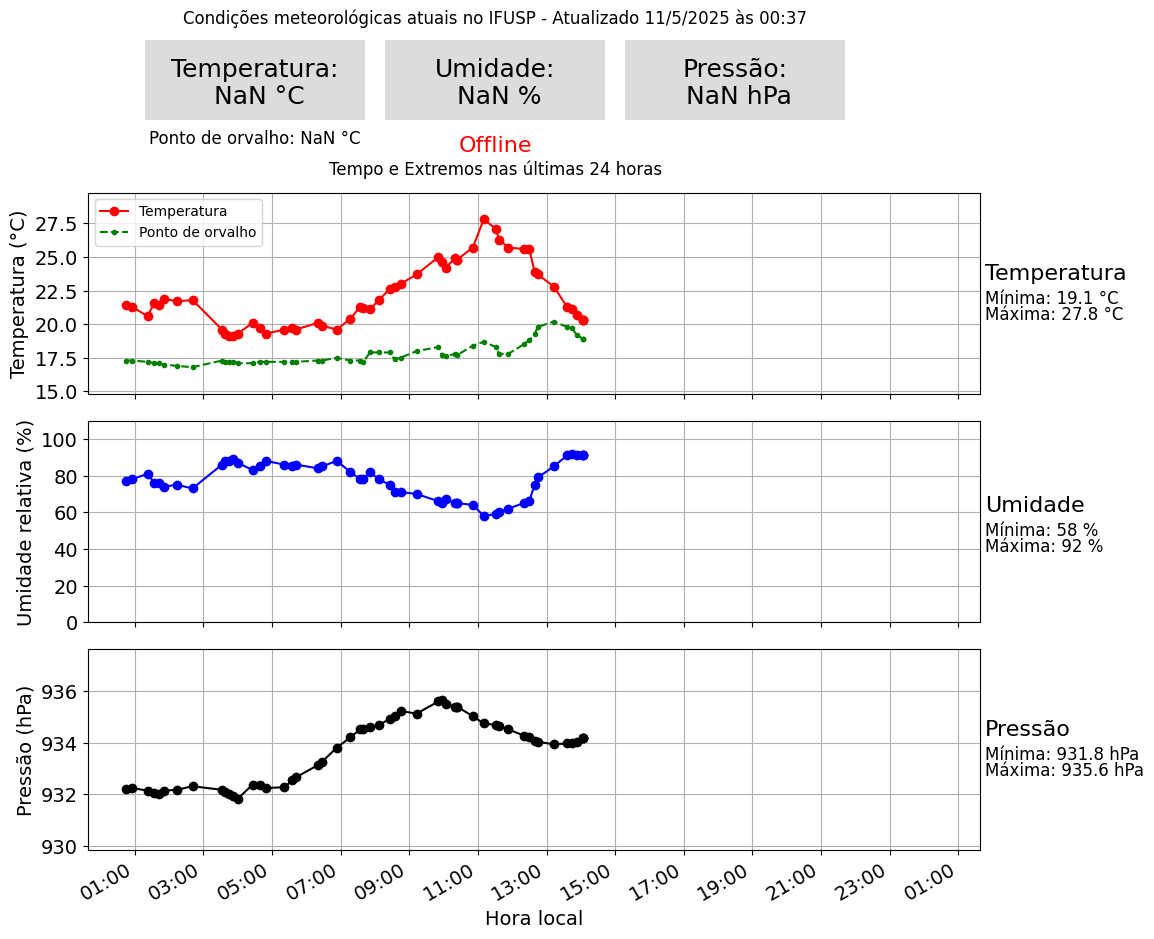 Condições meteorológicas atuais no IFUSP - Atualizado 11/5/2025 às 00:37
Temperatura:
NaN °C
Umidade:
NaN %
Pressão:
NaN hPa
Ponto de orvalho: NaN °C
Offline
Tempo e Extremos nas últimas 24 horas
Temperatura (°C)
27.5
25.0
22.5
20.0
17.5
15.0
Temperatura
Ponto de orvalho
Temperatura
Mínima: 19.1 °C
Máxima: 27.8 °C
Umidade relativa (%)
100
80
60
40
20
0
Umidade
Mínima: 58 %
Máxima: 92 %
Pressão (hPa)
936
934
932
930
Pressão
Mínima: 931.8 hPa
Máxima: 935.6 hPa
01:00 03:00 05:00 07:00 09:00 11:00 13:00 15:00 17:00 19:00 21:00 23:00 01:00
Hora local